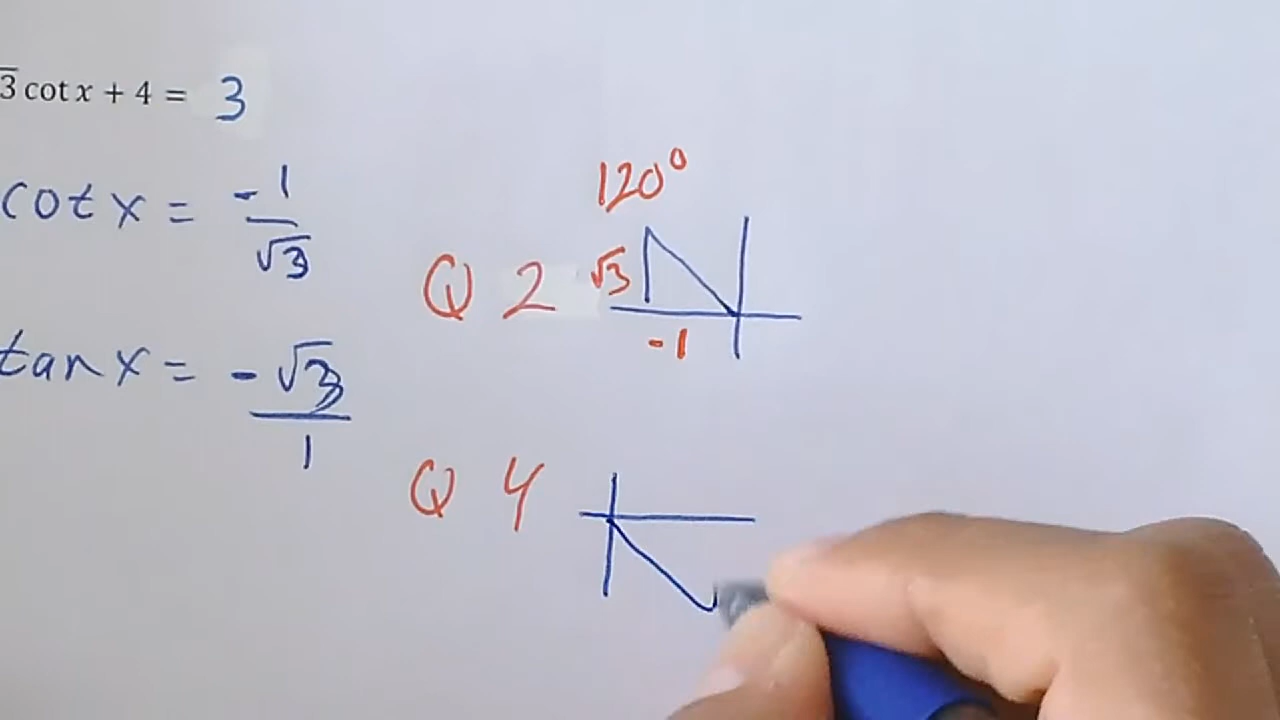 3 cot x + 4 = 3
cot x = -1/√3
tan x = -√3/1
120°
Q 2
√3
-1
Q 4